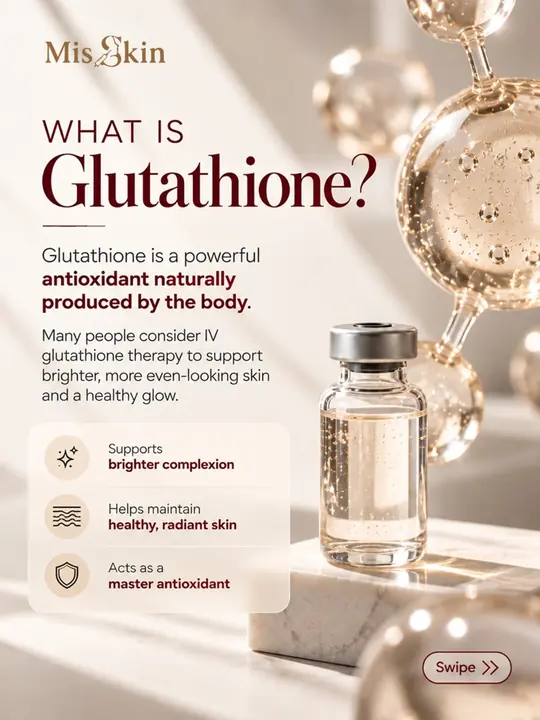 Mis Skin
WHAT IS
Glutathione?
Glutathione is a powerful
antioxidant naturally
produced by the body.
Many people consider IV
glutathione therapy to support
brighter, more even-looking skin
and a healthy glow.
Supports
brighter complexion
Helps maintain
healthy, radiant skin
Acts as a
master antioxidant
Swipe